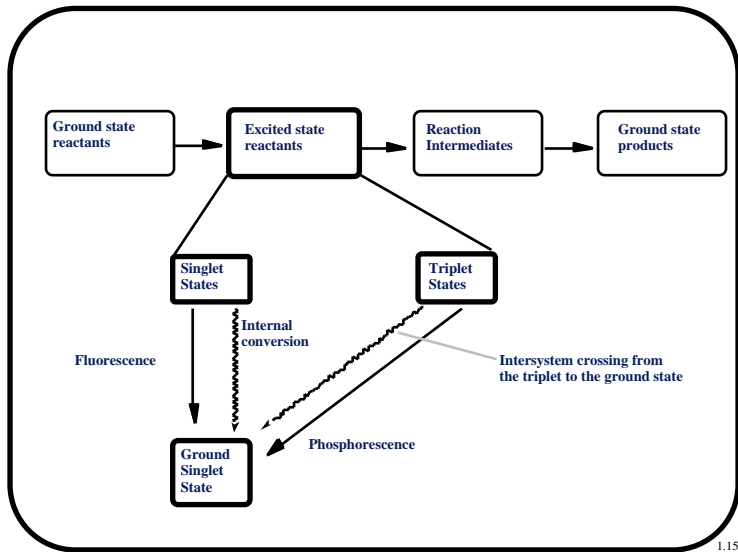 Ground state
reactants
Excited state
reactants
Reaction
Intermediates
Ground state
products
Singlet
States
Triplet
States
Internal
conversion
Fluorescence
Intersystem crossing from
the triplet to the ground state
Phosphorescence
Ground
Singlet
State
1.15